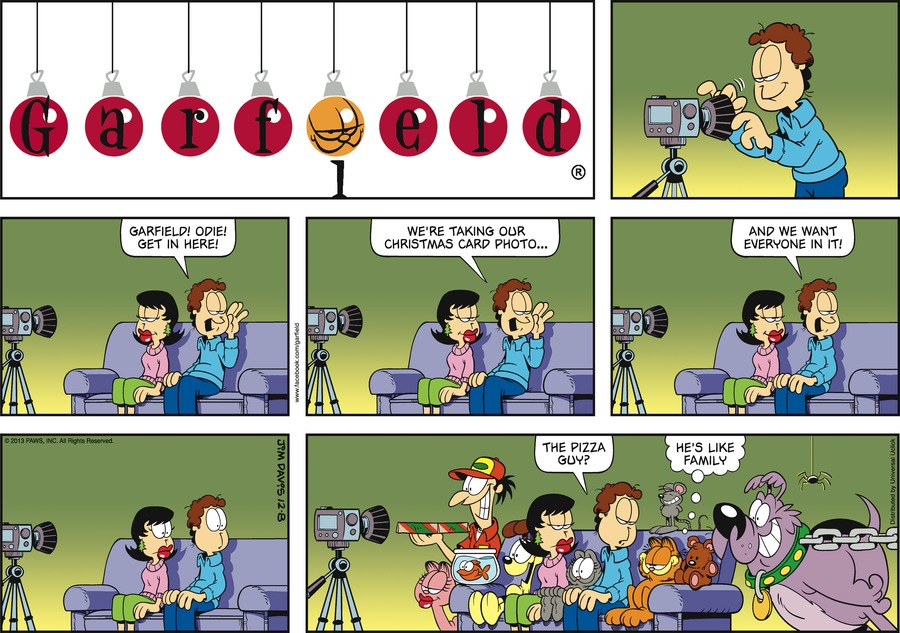 Garfield
®
GARFIELD! ODIE!
GET IN HERE!
www.facebook.com/garfield
WE'RE TAKING OUR
CHRISTMAS CARD PHOTO...
AND WE WANT
EVERYONE IN IT!
© 2013 PAWS, INC. All Rights Reserved.
JIM DAVIS 12-8
THE PIZZA
GUY?
HE'S LIKE
FAMILY
Distributed by Universal Uclick